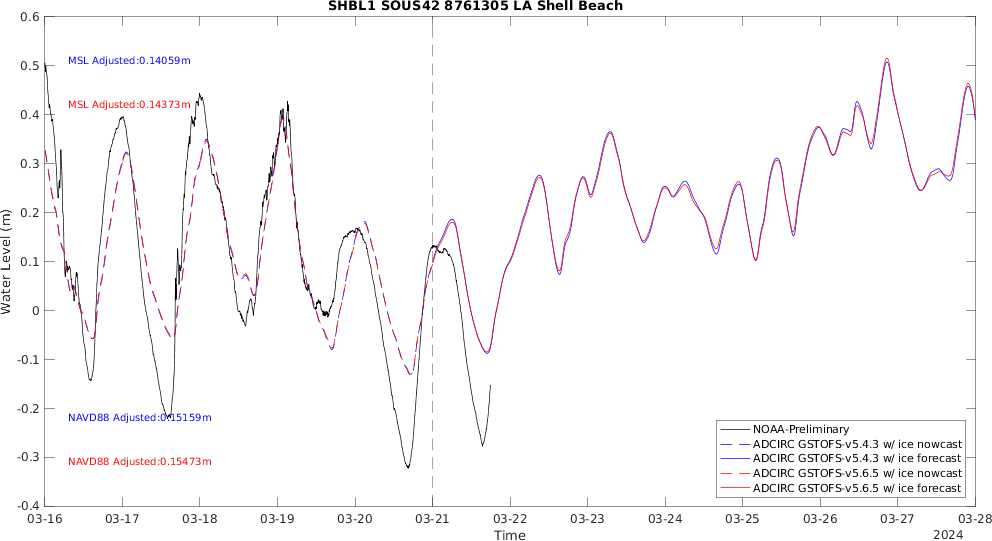 SHBL1 SOUS42 8761305 LA Shell Beach
0.6
0.5
0.4
0.3
0.2
0.1
0
-0.1
-0.2
-0.3
-0.4
Water Level (m)
MSL Adjusted:0.14059m
MSL Adjusted:0.14373m
NAVD88 Adjusted:0.15159m
NAVD88 Adjusted:0.15473m
NOAA-Preliminary
ADCIRC GSTOFS-v5.4.3 w/ ice nowcast
ADCIRC GSTOFS-v5.4.3 w/ ice forecast
ADCIRC GSTOFS-v5.6.5 w/ ice nowcast
ADCIRC GSTOFS-v5.6.5 w/ ice forecast
03-16 03-17 03-18 03-19 03-20 03-21 03-22 03-23 03-24 03-25 03-26 03-27 03-28
Time
2024